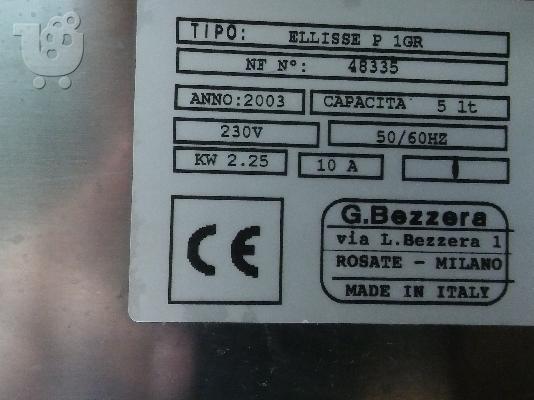 TIPO: ELLISSE P 1GR
NF N°: 48335
ANNO:2003 CAPACITA' 5 lt
230V 50/60HZ
KW 2.25 10 A
CE
G.Bezzera
via L.Bezzera 1
ROSATE - MILANO
MADE IN ITALY